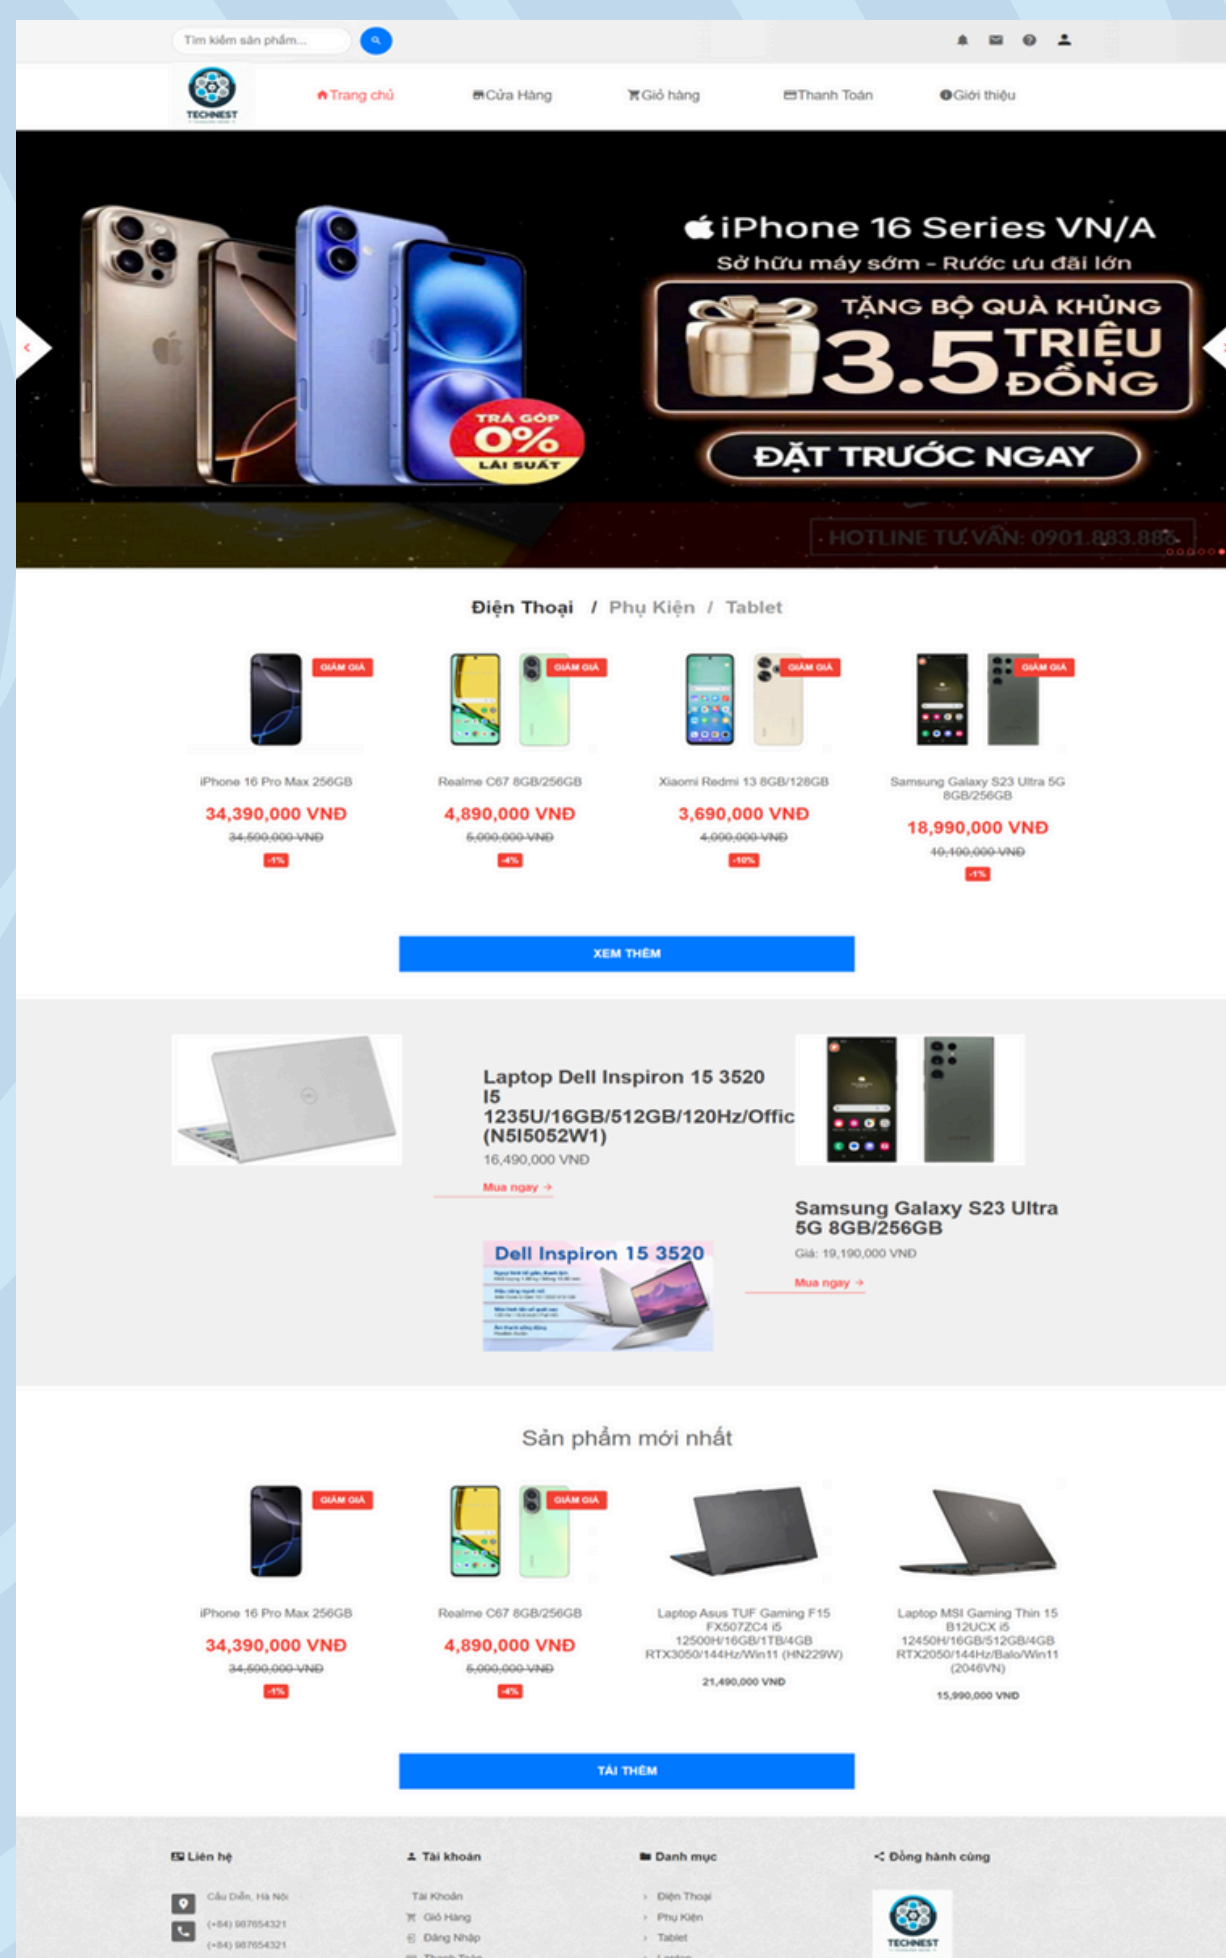 Tìm kiếm sản phẩm...
TECHNEST
Trang chủ
Cửa Hàng
Giỏ hàng
Thanh Toán
Giới thiệu
iPhone 16 Series VN/A
Sở hữu máy sớm - Rước ưu đãi lớn
TẶNG BỘ QUÀ KHỦNG
3.5 TRIỆU ĐỒNG
TRẢ GÓP
0%
LÃI SUẤT
ĐẶT TRƯỚC NGAY
HOTLINE TƯ VẤN: 0901.883.886
Điện Thoại / Phụ Kiện / Tablet
GIẢM GIÁ
GIẢM GIÁ
GIẢM GIÁ
GIẢM GIÁ
iPhone 16 Pro Max 256GB
34,390,000 VNĐ
34,590,000 VNĐ
-1%
Realme C67 8GB/256GB
4,890,000 VNĐ
5,090,000 VNĐ
-4%
Xiaomi Redmi 13 8GB/128GB
3,690,000 VNĐ
4,090,000 VNĐ
-10%
Samsung Galaxy S23 Ultra 5G
8GB/256GB
18,990,000 VNĐ
19,190,000 VNĐ
-1%
XEM THÊM
Laptop Dell Inspiron 15 3520
I5
1235U/16GB/512GB/120Hz/Offic
(N5I5052W1)
16,490,000 VNĐ
Mua ngay →
Dell Inspiron 15 3520
Samsung Galaxy S23 Ultra
5G 8GB/256GB
Giá: 19,190,000 VNĐ
Mua ngay →
Sản phẩm mới nhất
GIẢM GIÁ
GIẢM GIÁ
iPhone 16 Pro Max 256GB
34,390,000 VNĐ
34,590,000 VNĐ
-1%
Realme C67 8GB/256GB
4,890,000 VNĐ
5,090,000 VNĐ
-4%
Laptop Asus TUF Gaming F15
FX507ZC4 i5
12500H/16GB/1TB/4GB
RTX3050/144Hz/Win11 (HN229W)
21,490,000 VNĐ
Laptop MSI Gaming Thin 15
B12UCX i5
12450H/16GB/512GB/4GB
RTX2050/144Hz/Balo/Win11
(2046VN)
15,990,000 VNĐ
TẢI THÊM
Liên hệ
Cầu Diễn, Hà Nội
(+84) 987654321
(+84) 987654321
Tài khoản
Tài Khoản
Giỏ Hàng
Đăng Nhập
Thanh Toán
Danh mục
Điện Thoại
Phụ Kiện
Tablet
Laptop
Đồng hành cùng
TECHNEST